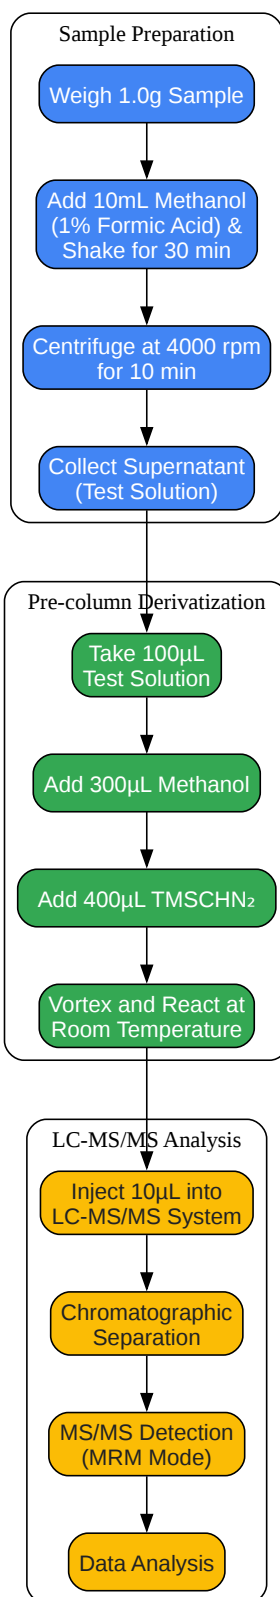 Sample Preparation
Weigh 1.0g Sample
Add 10mL Methanol
(1% Formic Acid) &
Shake for 30 min
Centrifuge at 4000 rpm
for 10 min
Collect Supernatant
(Test Solution)
Pre-column Derivatization
Take 100µL
Test Solution
Add 300µL Methanol
Add 400µL TMSCHN₂
Vortex and React at
Room Temperature
LC-MS/MS Analysis
Inject 10µL into
LC-MS/MS System
Chromatographic
Separation
MS/MS Detection
(MRM Mode)
Data Analysis